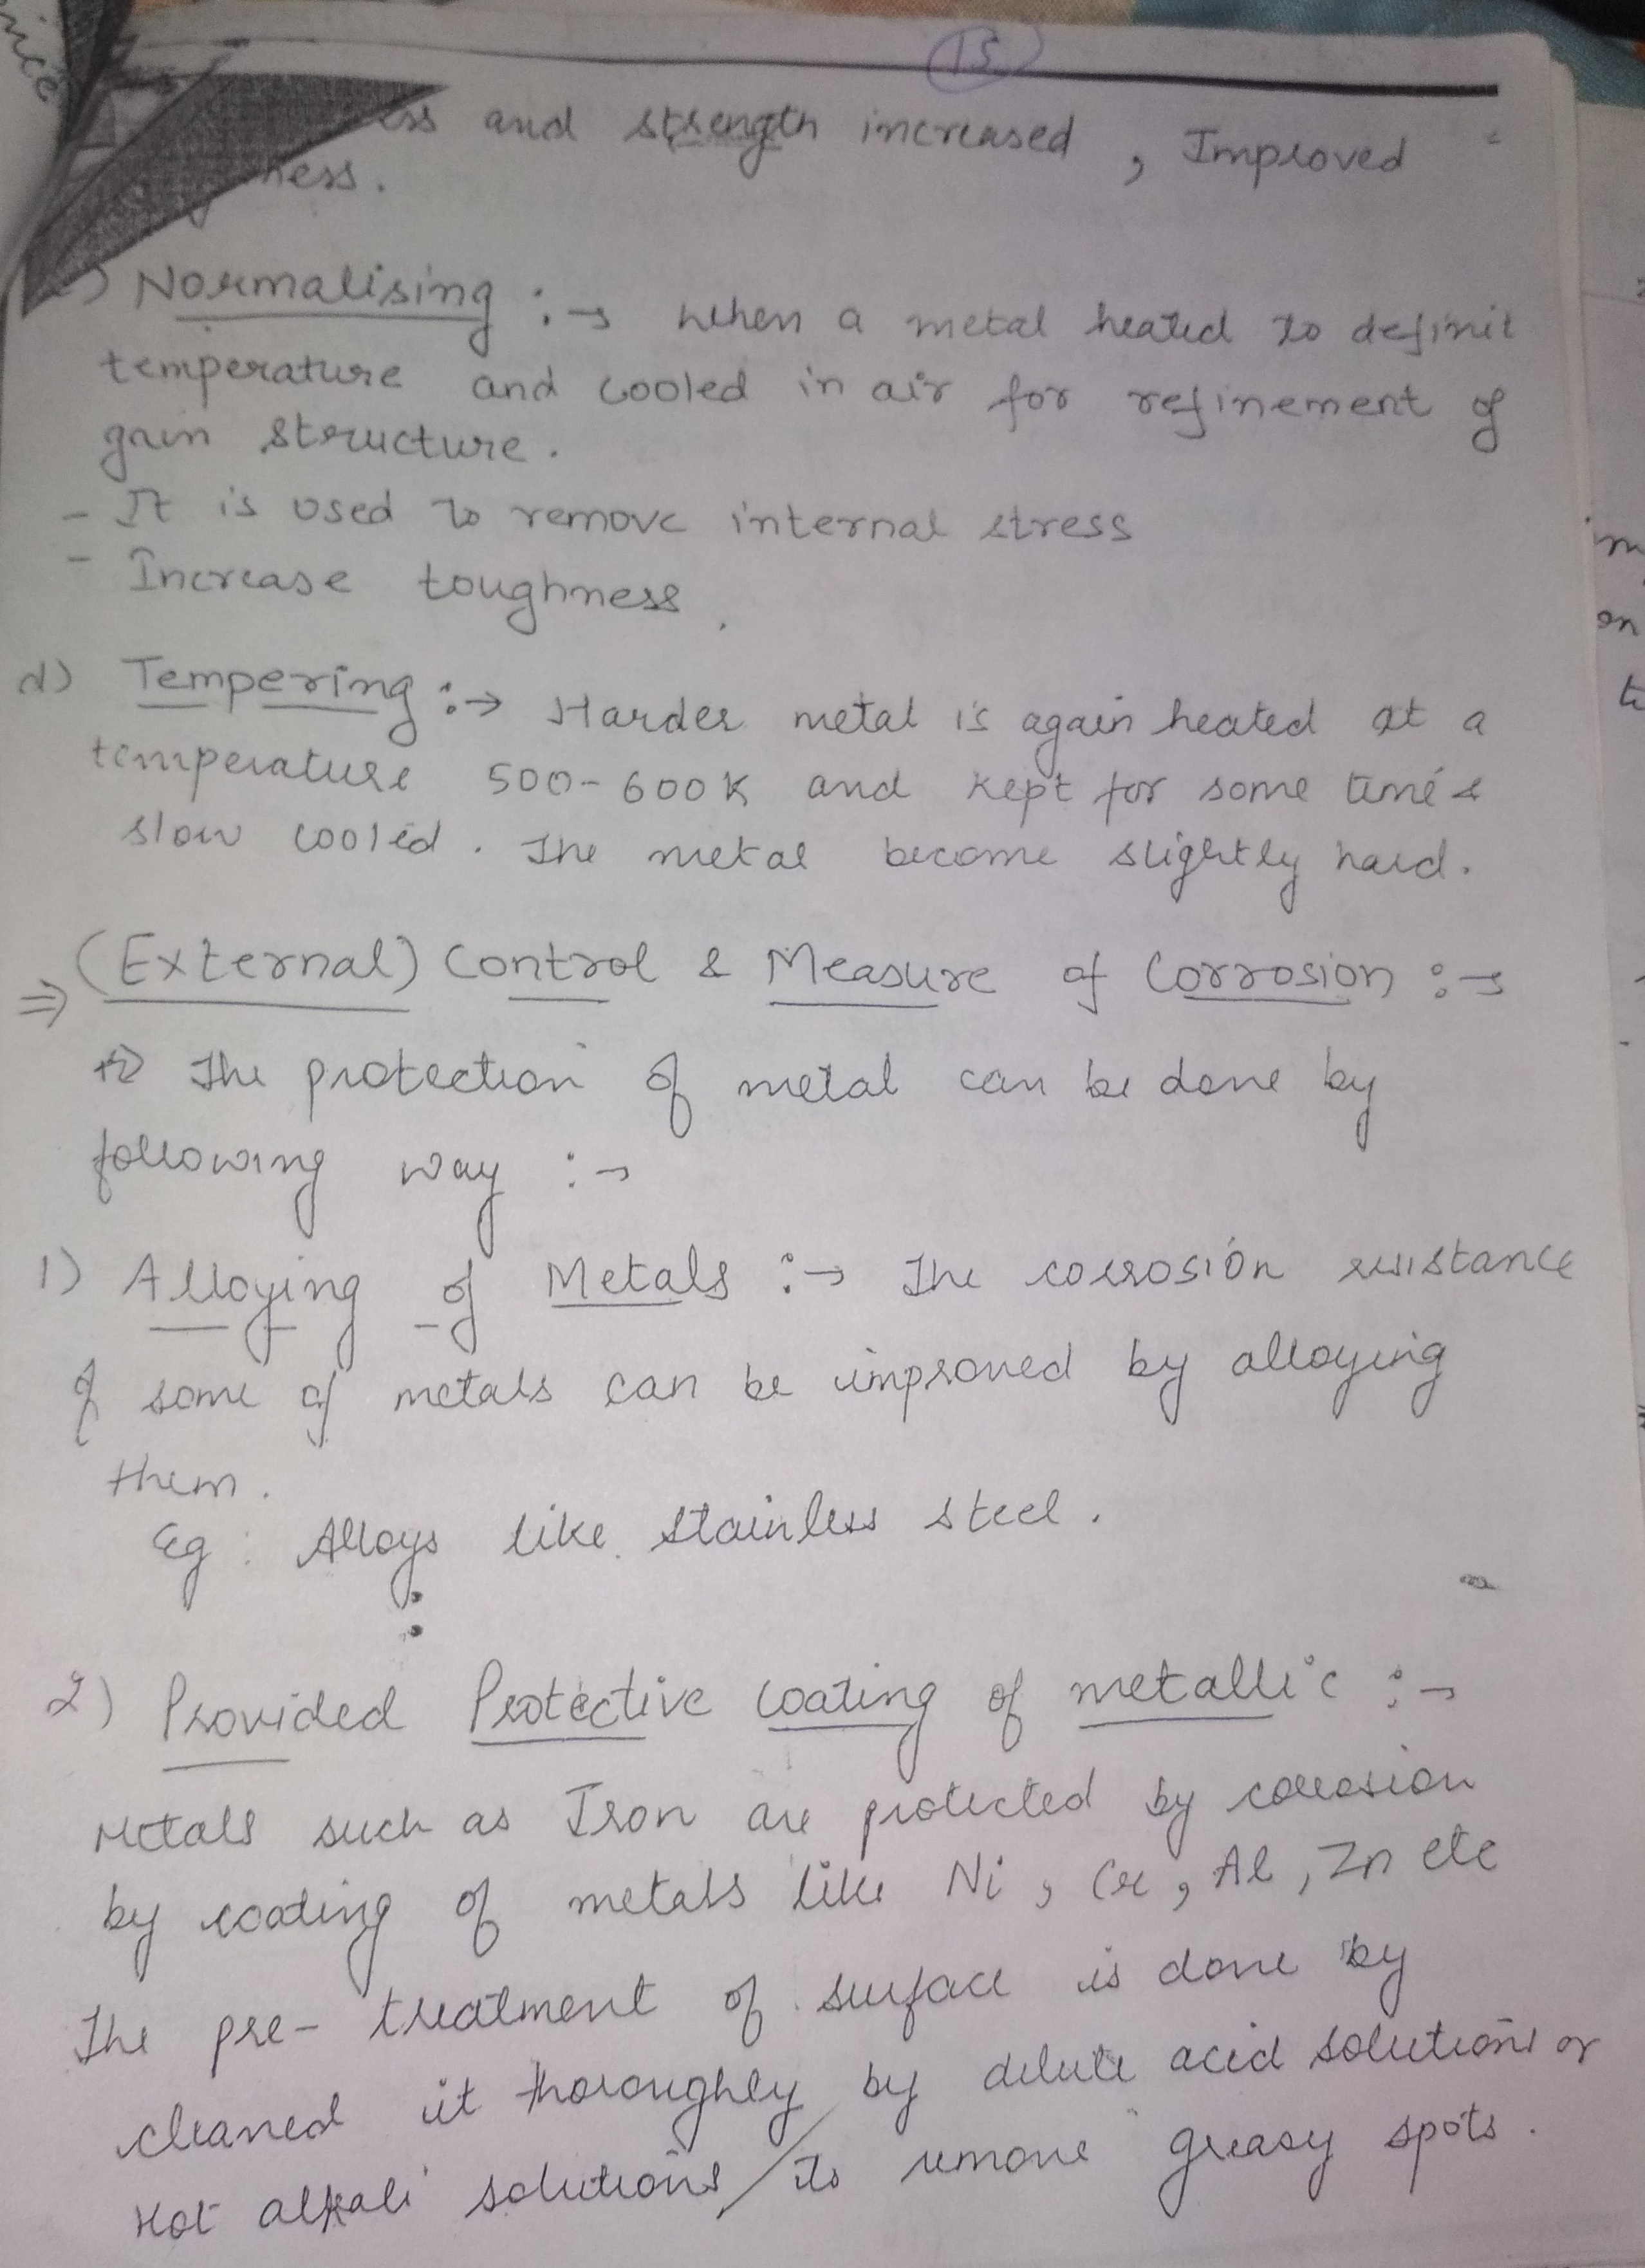 15
and strength increased , Improved
Normalising :→ When a metal heated to definit
temperature and cooled in air for refinement of
gain structure.
- It is used to remove internal stress
- Increase toughness.
d) Tempering :→ Harder metal is again heated at a
temperature 500-600K and kept for some time &
slow cooled. The metal become slightly hard.
⇒ (External) Control & Measure of Corrosion :→
The protection of metal can be done by
following way :→
1) Alloying of Metals :→ The corrosion resistance
of some of metals can be improved by alloying
them.
Eg: Alloys like stainless steel.
2) Provided Protective coating of metallic :→
Metals such as Iron are protected by corrosion
by coating of metals like Ni, Cr, Al, Zn etc
The pre-treatment of surface is done by
cleaned it thoroughly by dilute acid solutions or
Hot alkali solutions / to remove greasy spots.